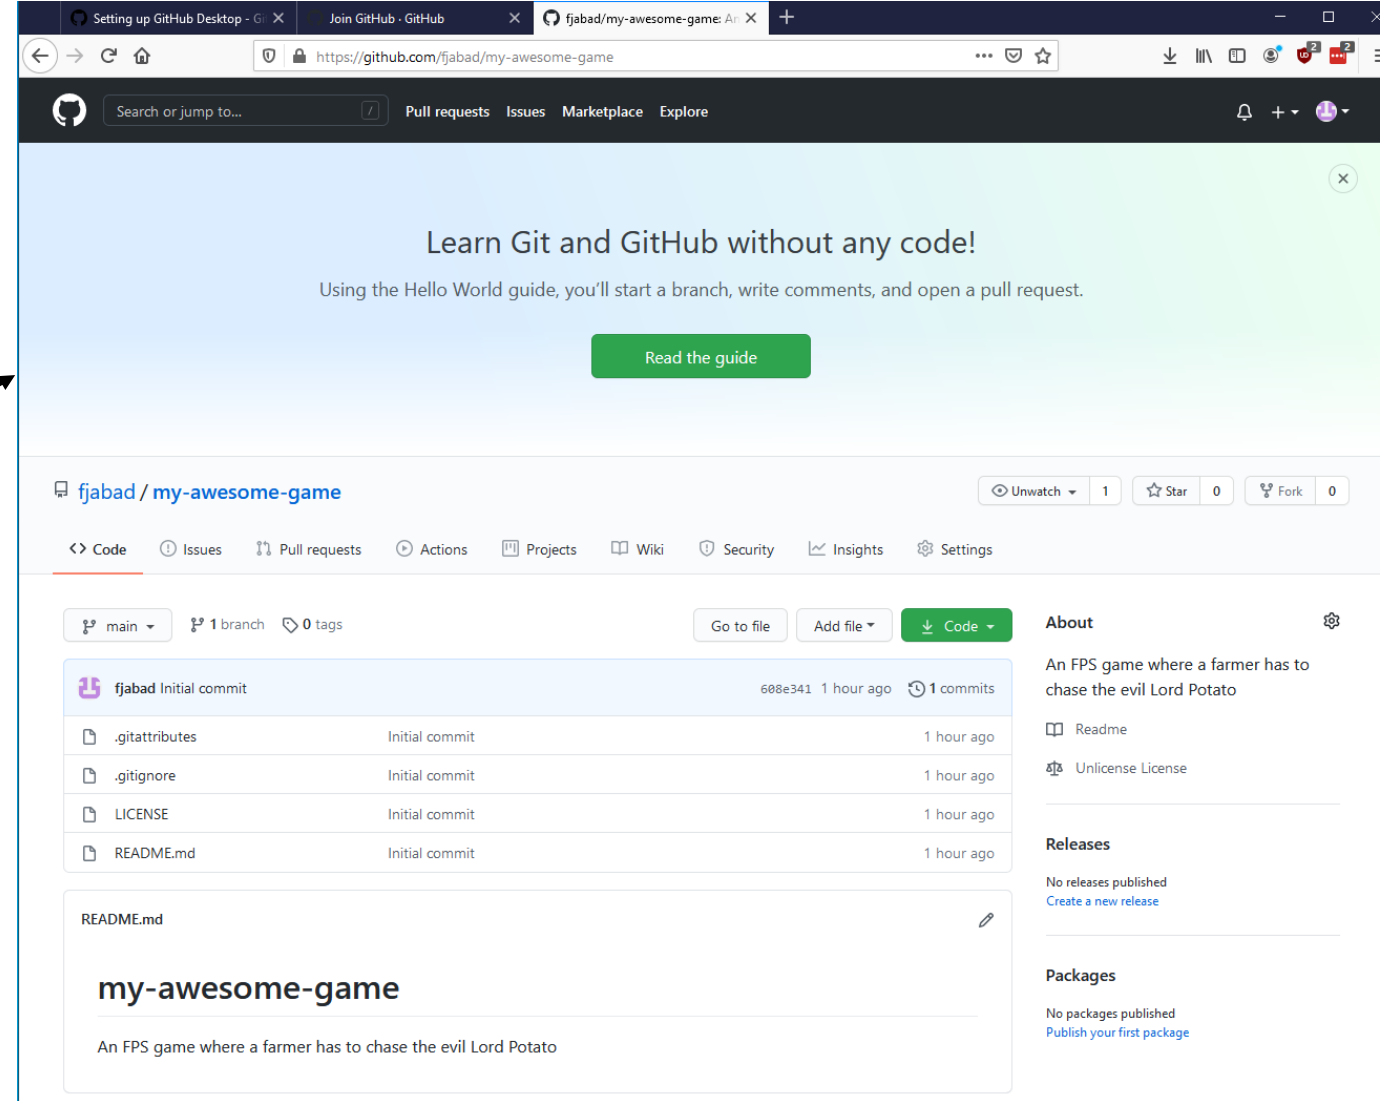 Setting up GitHub Desktop - Gi
Join GitHub · GitHub
fjabad/my-awesome-game: An
https://github.com/fjabad/my-awesome-game
2
2
Search or jump to...
/
Pull requests Issues Marketplace Explore
Learn Git and GitHub without any code!
Using the Hello World guide, you’ll start a branch, write comments, and open a pull request.
Read the guide
fjabad / my-awesome-game
Unwatch 1 Star 0 Fork 0
<> Code Issues Pull requests Actions Projects Wiki Security Insights Settings
main 1 branch 0 tags Go to file Add file Code
fjabad Initial commit 608e341 1 hour ago 1 commits
.gitattributes Initial commit 1 hour ago
.gitignore Initial commit 1 hour ago
LICENSE Initial commit 1 hour ago
README.md Initial commit 1 hour ago
README.md
my-awesome-game
An FPS game where a farmer has to chase the evil Lord Potato
About
An FPS game where a farmer has to
chase the evil Lord Potato
Readme
Unlicense License
Releases
No releases published
Create a new release
Packages
No packages published
Publish your first package